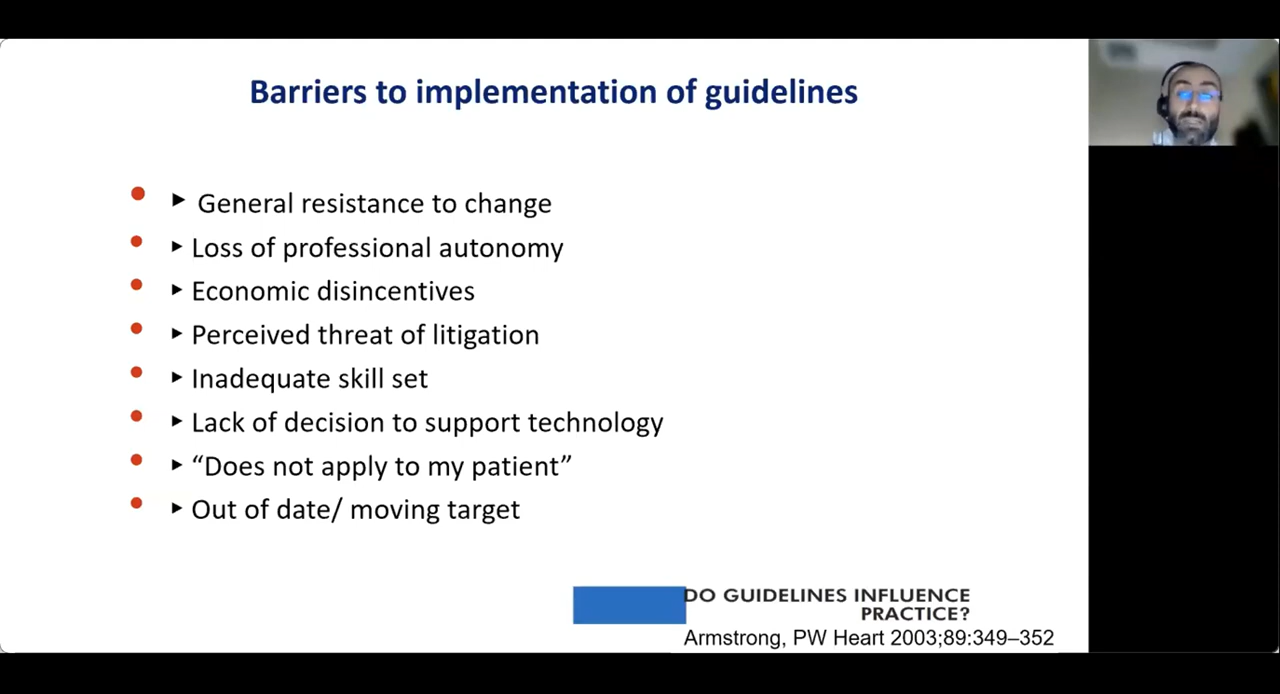 Barriers to implementation of guidelines
• ▸ General resistance to change
• ▸ Loss of professional autonomy
• ▸ Economic disincentives
• ▸ Perceived threat of litigation
• ▸ Inadequate skill set
• ▸ Lack of decision to support technology
• ▸ “Does not apply to my patient”
• ▸ Out of date/ moving target
DO GUIDELINES INFLUENCE
PRACTICE?
Armstrong, PW Heart 2003;89:349–352